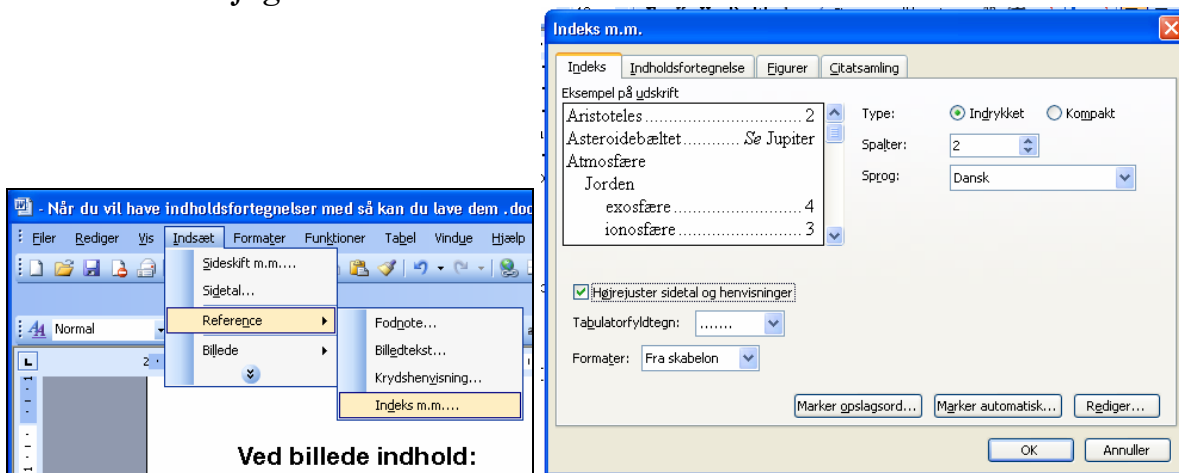 Indeks m.m.
Indeks Indholdsfortegnelse Figurer Citatsamling
Eksempel på udskrift
Aristoteles.............................. 2
Asteroidebæltet............ Se Jupiter
Atmosfære
Jorden
exosfære....................... 4
ionosfære...................... 3
Type: Indrykket Kompakt
Spalter: 2
Sprog: Dansk
Højrejuster sidetal og henvisninger
Tabulatorfyldtegn: .......
Formater: Fra skabelon
Marker opslagsord... Marker automatisk... Rediger...
OK Annuller
- Når du vil have indholdsfortegnelser med så kan du lave dem .doc
Filer Rediger Vis Indsæt Formater Funktioner Tabel Vindue Hjælp
Sideskift m.m....
Sidetal...
Reference
Billede
Normal
Fodnote...
Billedtekst...
Krydshenvisning...
Indeks m.m....
2
Ved billede indhold: